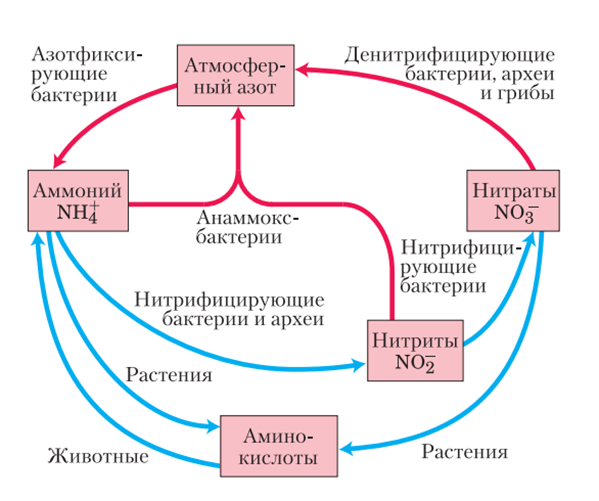 Азотфикси-
рующие
бактерии
Атмосфер-
ный азот
Денитрифицирующие
бактерии, археи
и грибы
Аммоний
NH₄⁺
Нитраты
NO₃⁻
Анаммокс-
бактерии
Нитрифици-
рующие
бактерии
Нитрифицирующие
бактерии и археи
Нитриты
NO₂⁻
Растения
Амино-
кислоты
Животные
Растения